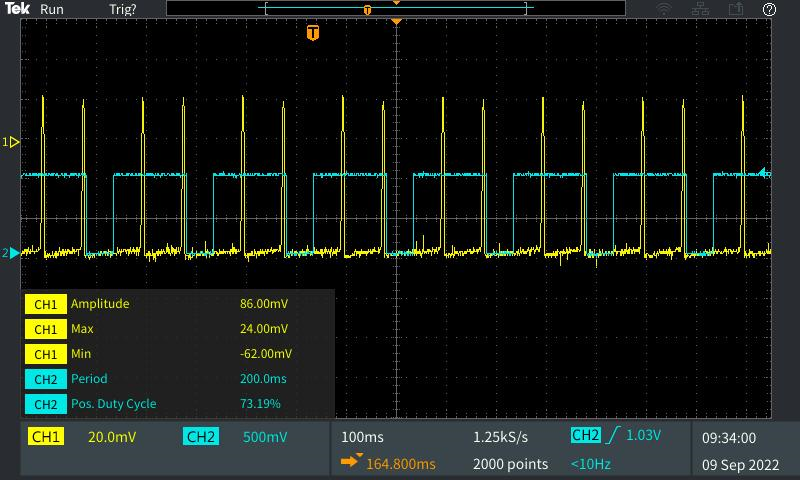 Tek Run Trig?
T
T
1
2
CH1 Amplitude 86.00mV
CH1 Max 24.00mV
CH1 Min -62.00mV
CH2 Period 200.0ms
CH2 Pos. Duty Cycle 73.19%
CH1 20.0mV CH2 500mV 100ms 1.25kS/s CH2 1.03V 09:34:00
164.800ms 2000 points <10Hz 09 Sep 2022